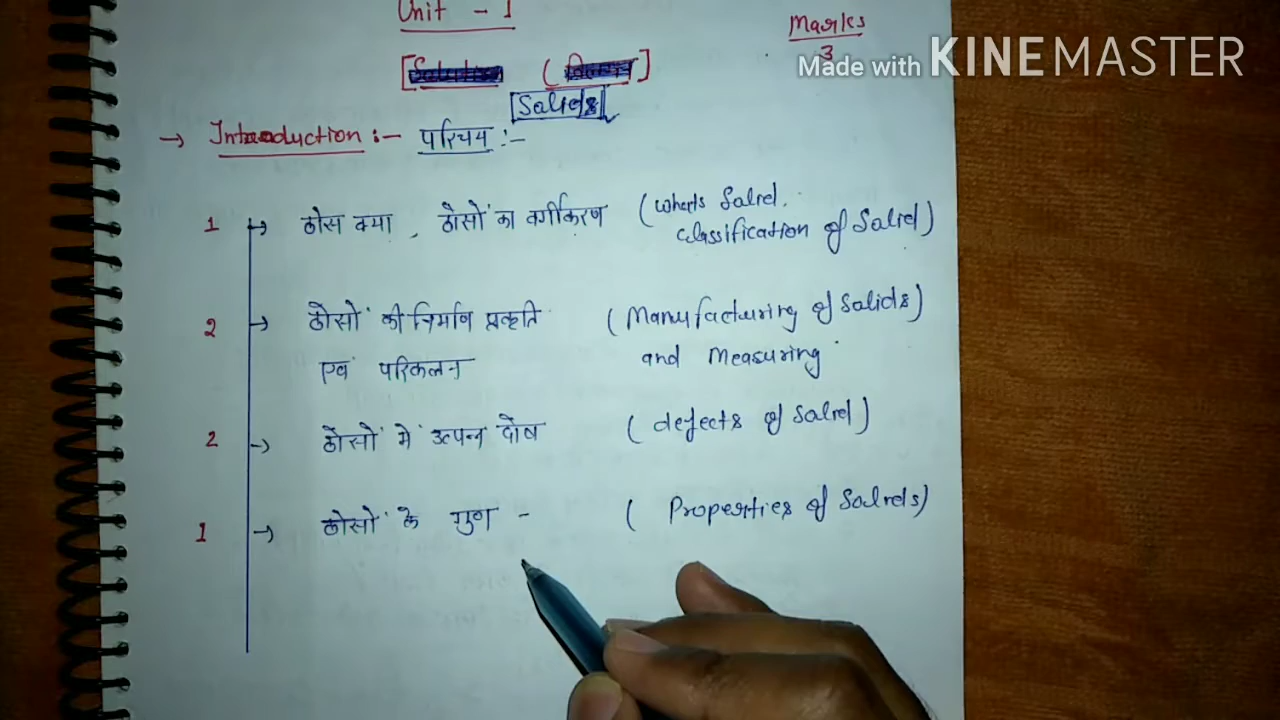 Unit - 1
Marks
3
Made with KINEMASTER
[Solids]
→ Introduction :- परिचय :-
1 → ठोस क्या , ठोसों का वर्गीकरण (whats Solid.
classification of Solid)
2 → ठोसों की निर्माण प्रकृति (Manufacturing of Solids)
एवं परिकलन and measuring
2 → ठोसों में उत्पन्न दोष (defects of Solid)
1 → ठोसों के गुण - (Properties of Solids)